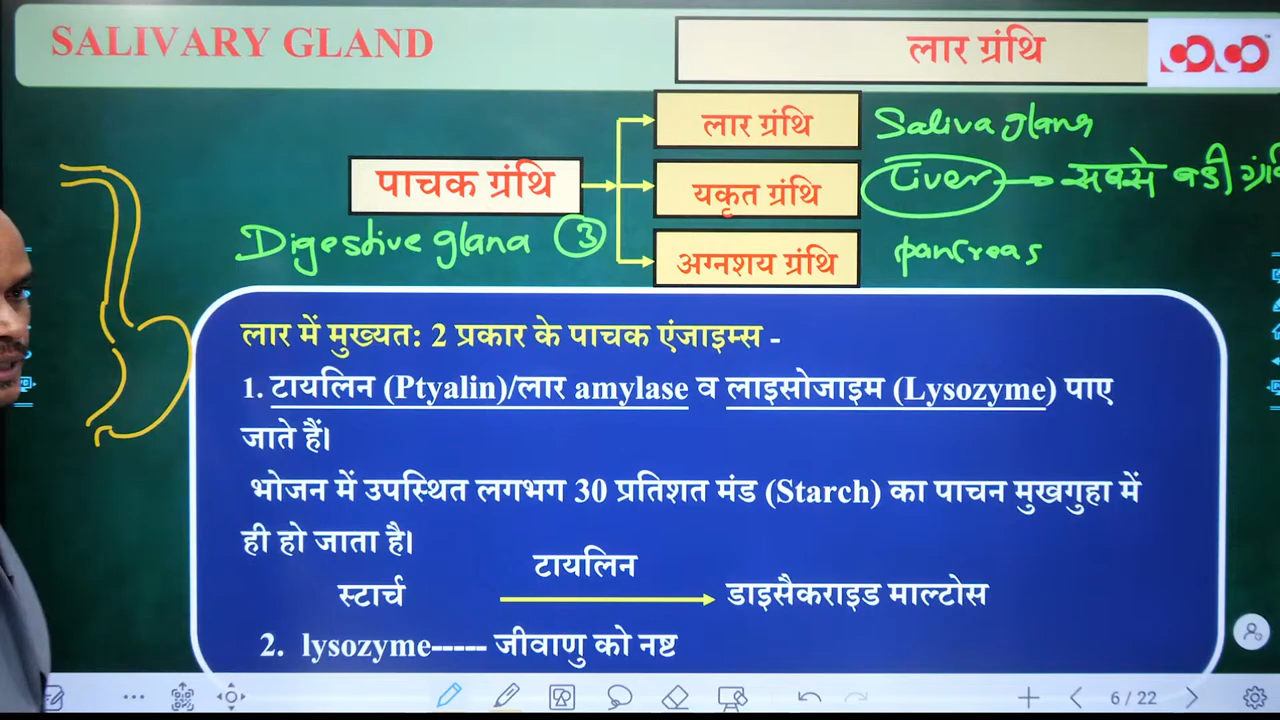 SALIVARY GLAND
लार ग्रंथि
लार ग्रंथि Saliva gland
पाचक ग्रंथि
यकृत ग्रंथि Liver → सबसे बडी ग्रंथि
Digestive gland 3
अग्नशय ग्रंथि pancreas
लार में मुख्यत: 2 प्रकार के पाचक एंजाइम्स -
1. टायलिन (Ptyalin)/लार amylase व लाइसोजाइम (Lysozyme) पाए
जाते हैं।
भोजन में उपस्थित लगभग 30 प्रतिशत मंड (Starch) का पाचन मुखगुहा में
ही हो जाता है।
टायलिन
स्टार्च → डाइसैकराइड माल्टोस
2. lysozyme----- जीवाणु को नष्ट
6 / 22